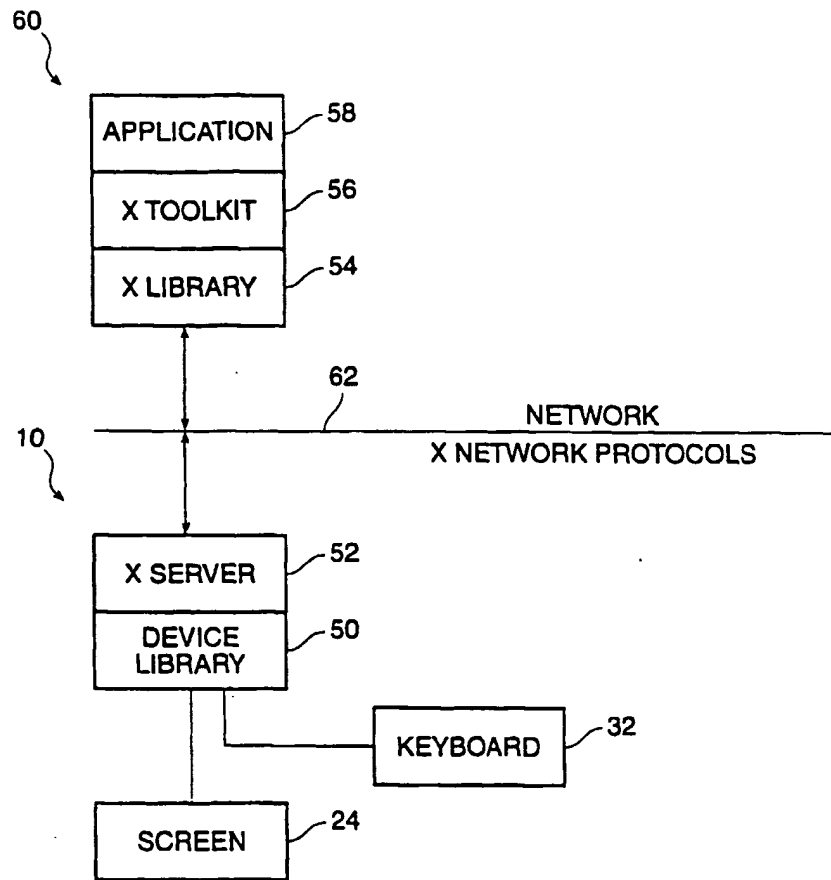 60
APPLICATION
58
X TOOLKIT
56
X LIBRARY
54
62
NETWORK
10
X NETWORK PROTOCOLS
X SERVER
52
DEVICE
LIBRARY
50
KEYBOARD
32
SCREEN
24